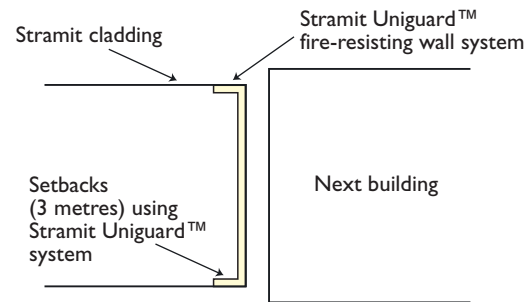 Stramit Uniguard™
fire-resisting wall system
Stramit cladding
Setbacks
(3 metres) using
Stramit Uniguard™
system
Next building